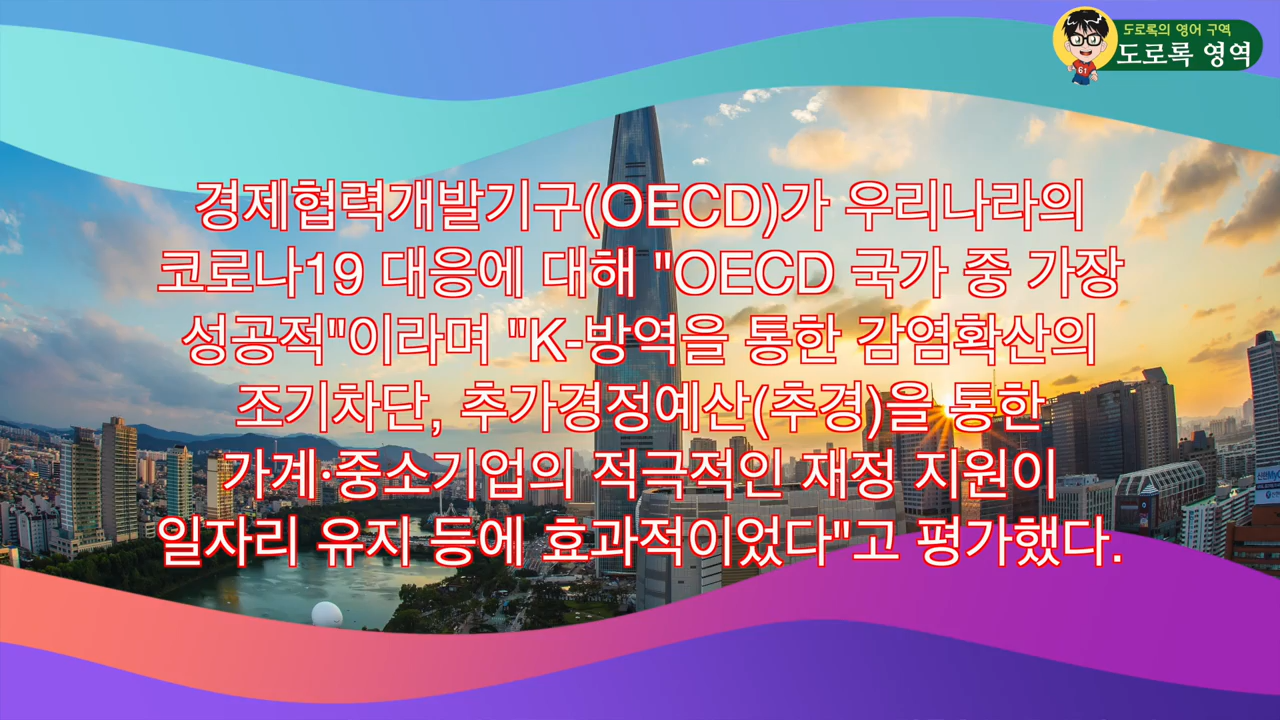 도로록의 영어 구역
도로록 영역
61
경제협력개발기구(OECD)가 우리나라의
코로나19 대응에 대해 "OECD 국가 중 가장
성공적"이라며 "K-방역을 통한 감염확산의
조기차단, 추가경정예산(추경)을 통한
가계·중소기업의 적극적인 재정 지원이
일자리 유지 등에 효과적이었다"고 평가했다.